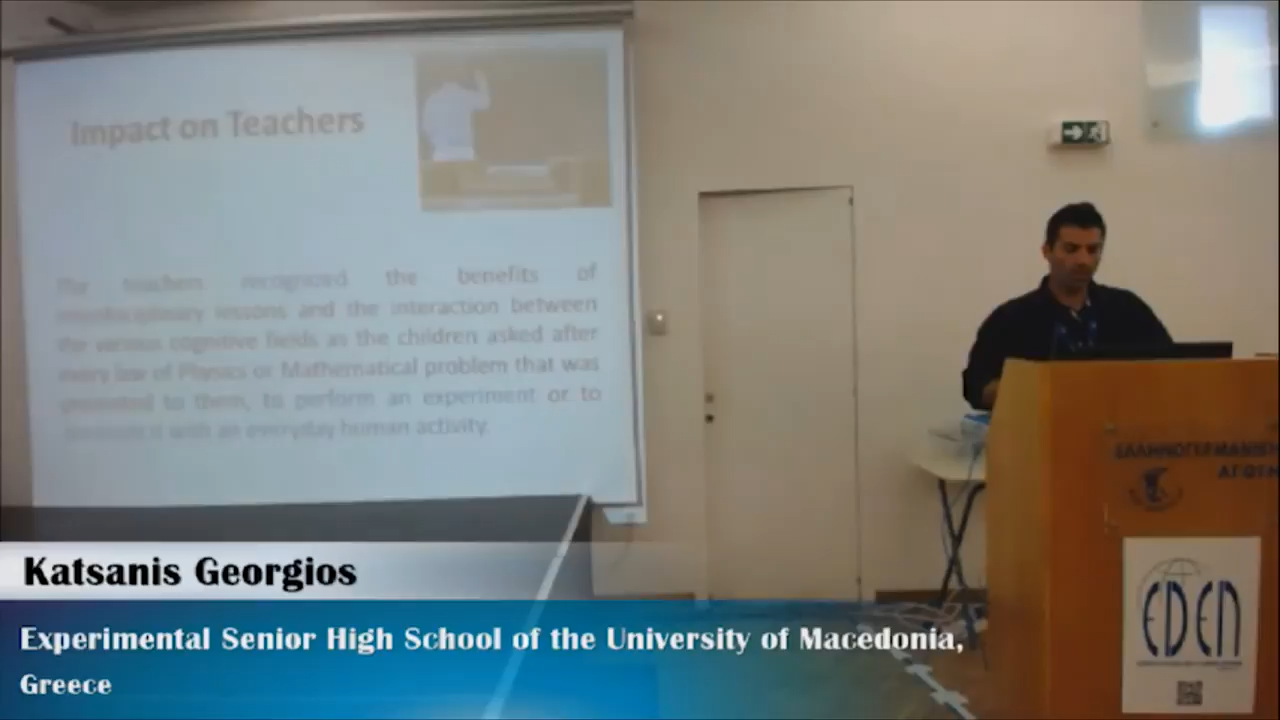 Impact on Teachers
The teachers recognized the benefits of
interdisciplinary lessons and the interaction between
the various cognitive fields as the children asked after
every law of Physics or Mathematical problem that was
presented to them, to perform an experiment or to
it with an everyday human activity
ΕΛΛΗΝΟΓΕΡΜΑΝΙΚΗ
ΑΓΩΓΗ
EDEN
Katsanis Georgios
Experimental Senior High School of the University of Macedonia,
Greece